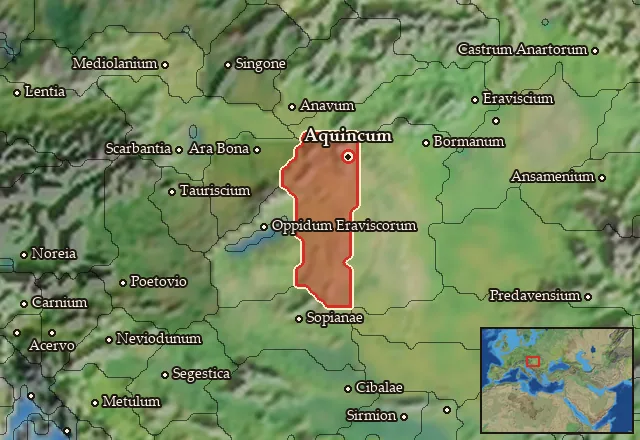 Castrum Anartorum
Mediolanium
Singone
Lentia
Eraviscium
Anavum
Aquincum
Bormanum
Scarbantia
Ara Bona
Ansamenium
Tauriscium
Oppidum Eraviscorum
Noreia
Poetovio
Predavensium
Carnium
Sopianae
Neviodunum
Acervo
Segestica
Cibalae
Metulum
Sirmion